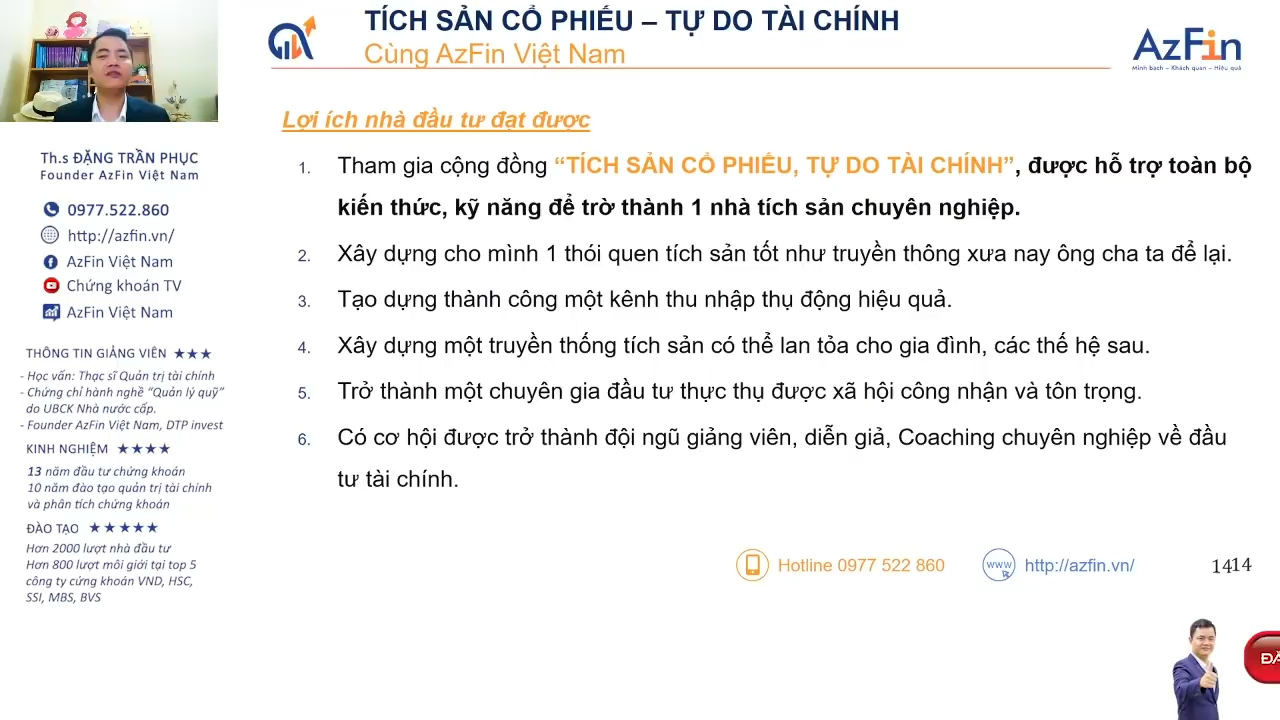 TÍCH SẢN CỔ PHIẾU – TỰ DO TÀI CHÍNH
Cùng AzFin Việt Nam
AzFin
Minh bạch – Khách quan – Hiệu quả
Th.s ĐẶNG TRẦN PHỤC
Founder AzFin Việt Nam
0977.522.860
http://azfin.vn/
AzFin Việt Nam
Chứng khoán TV
AzFin Việt Nam
THÔNG TIN GIẢNG VIÊN ★★★
- Học vấn: Thạc sĩ Quản trị tài chính
- Chứng chỉ hành nghề "Quản lý quỹ"
do UBCK Nhà nước cấp.
- Founder AzFin Việt Nam, DTP invest
KINH NGHIỆM ★★★★
13 năm đầu tư chứng khoán
10 năm đào tạo quản trị tài chính
và phân tích chứng khoán
ĐÀO TẠO ★★★★★
Hơn 2000 lượt nhà đầu tư
Hơn 800 lượt môi giới tại top 5
công ty cứng khoán VND, HSC,
SSI, MBS, BVS
Lợi ích nhà đầu tư đạt được
1. Tham gia cộng đồng “TÍCH SẢN CỔ PHIẾU, TỰ DO TÀI CHÍNH”, được hỗ trợ toàn bộ
kiến thức, kỹ năng để trờ thành 1 nhà tích sản chuyên nghiệp.
2. Xây dựng cho mình 1 thói quen tích sản tốt như truyền thông xưa nay ông cha ta để lại.
3. Tạo dựng thành công một kênh thu nhập thụ động hiệu quả.
4. Xây dựng một truyền thống tích sản có thể lan tỏa cho gia đình, các thế hệ sau.
5. Trở thành một chuyên gia đầu tư thực thụ được xã hội công nhận và tôn trọng.
6. Có cơ hội được trở thành đội ngũ giảng viên, diễn giả, Coaching chuyên nghiệp về đầu
tư tài chính.
Hotline 0977 522 860
www
http://azfin.vn/
1414